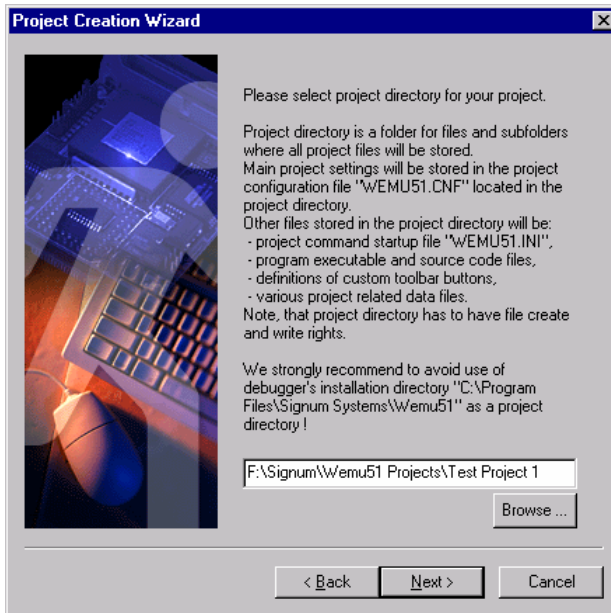 Project Creation Wizard
Please select project directory for your project.
Project directory is a folder for files and subfolders
where all project files will be stored.
Main project settings will be stored in the project
configuration file "WEMU51.CNF" located in the
project directory.
Other files stored in the project directory will be:
- project command startup file "WEMU51.INI",
- program executable and source code files,
- definitions of custom toolbar buttons,
- various project related data files.
Note, that project directory has to have file create
and write rights.
We strongly recommend to avoid use of
debugger's installation directory "C:\Program
Files\Signum Systems\Wemu51" as a project
directory !
F:\Signum\Wemu51 Projects\Test Project 1
Browse ...
< Back
Next >
Cancel